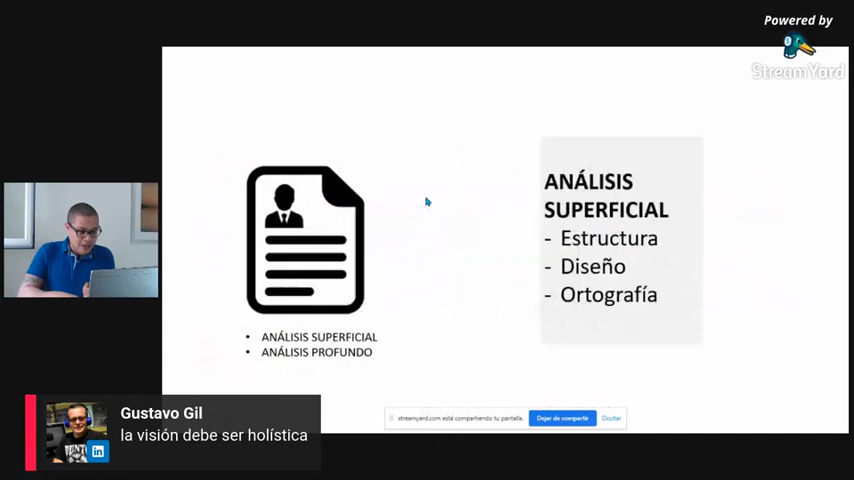 Powered by
StreamYard
ANÁLISIS
SUPERFICIAL
- Estructura
- Diseño
- Ortografía
• ANÁLISIS SUPERFICIAL
• ANÁLISIS PROFUNDO
streamyard.com está compartiendo tu pantalla.
Dejar de compartir
Ocultar
Gustavo Gil
la visión debe ser holística
in